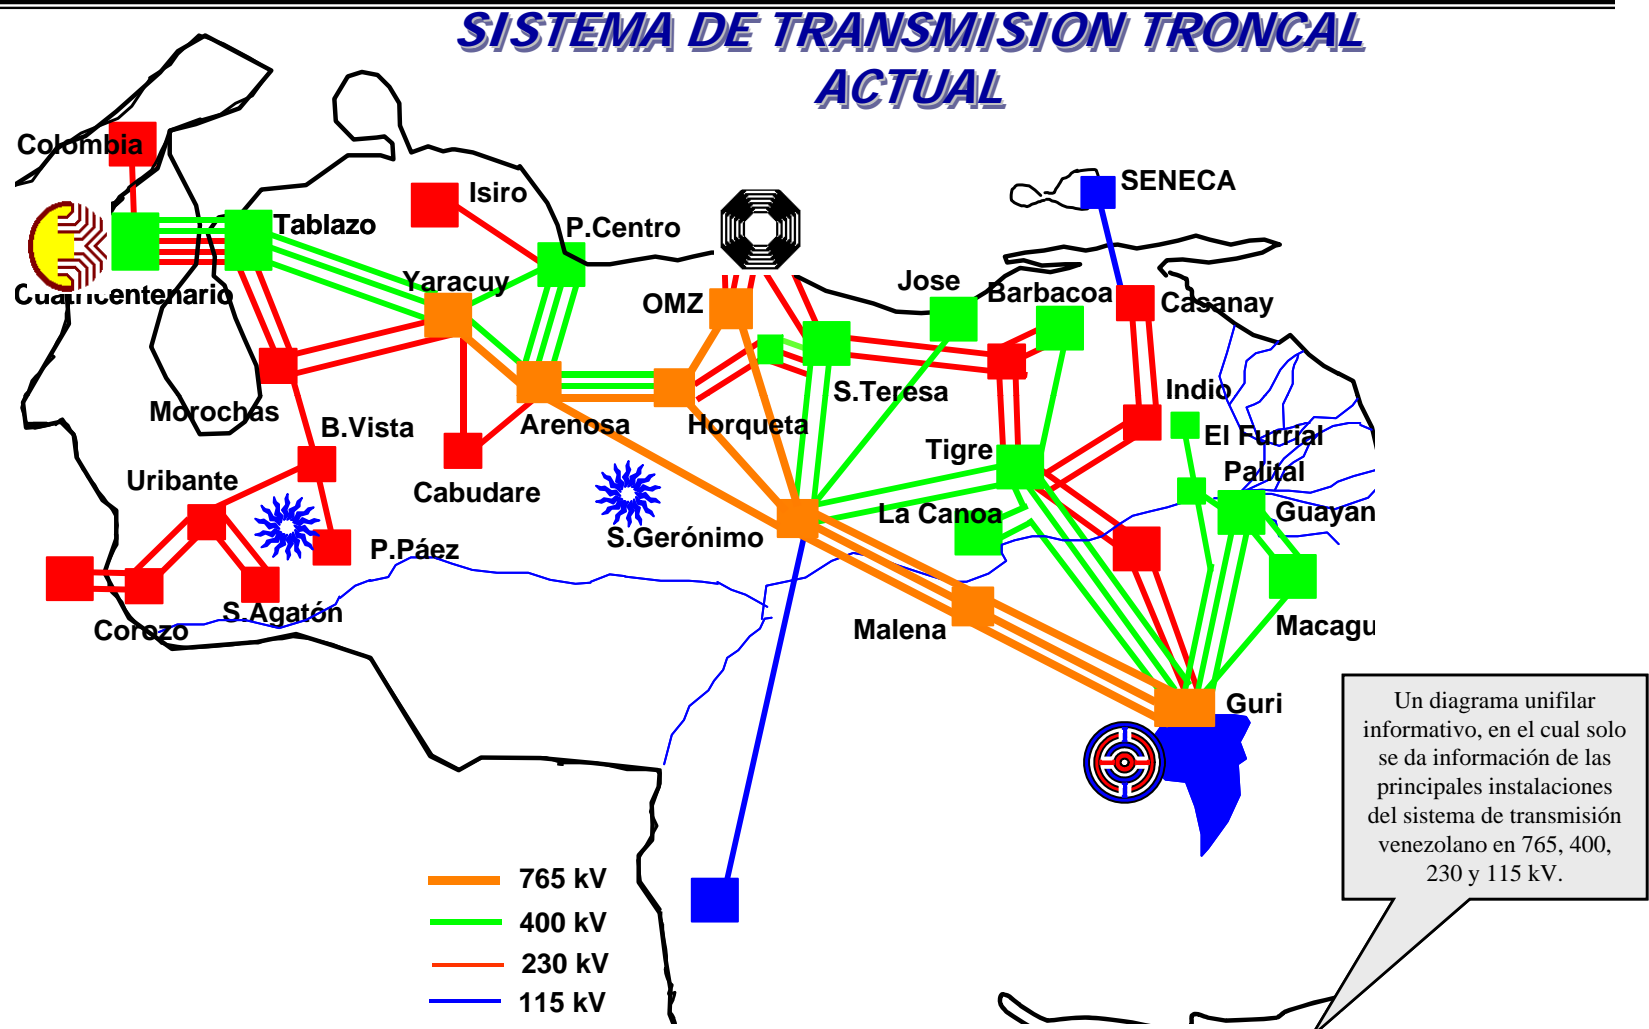 SISTEMA DE TRANSMISION TRONCAL
ACTUAL
Colombia
Isiro
SENECA
Tablazo
P.Centro
Yaracuy
Jose
Barbacoa
Cuatricentenario
OMZ
Casanay
Morochas
B.Vista
Arenosa
Horqueta
S.Teresa
Indio
El Furrial
Tigre
Palital
Uribante
Cabudare
La Canoa
Guayan
P.Páez
S.Gerónimo
S.Agatón
Corozo
Malena
Macagu
Guri
Un diagrama unifilar
informativo, en el cual solo
se da información de las
principales instalaciones
del sistema de transmisión
venezolano en 765, 400,
230 y 115 kV.
765 kV
400 kV
230 kV
115 kV